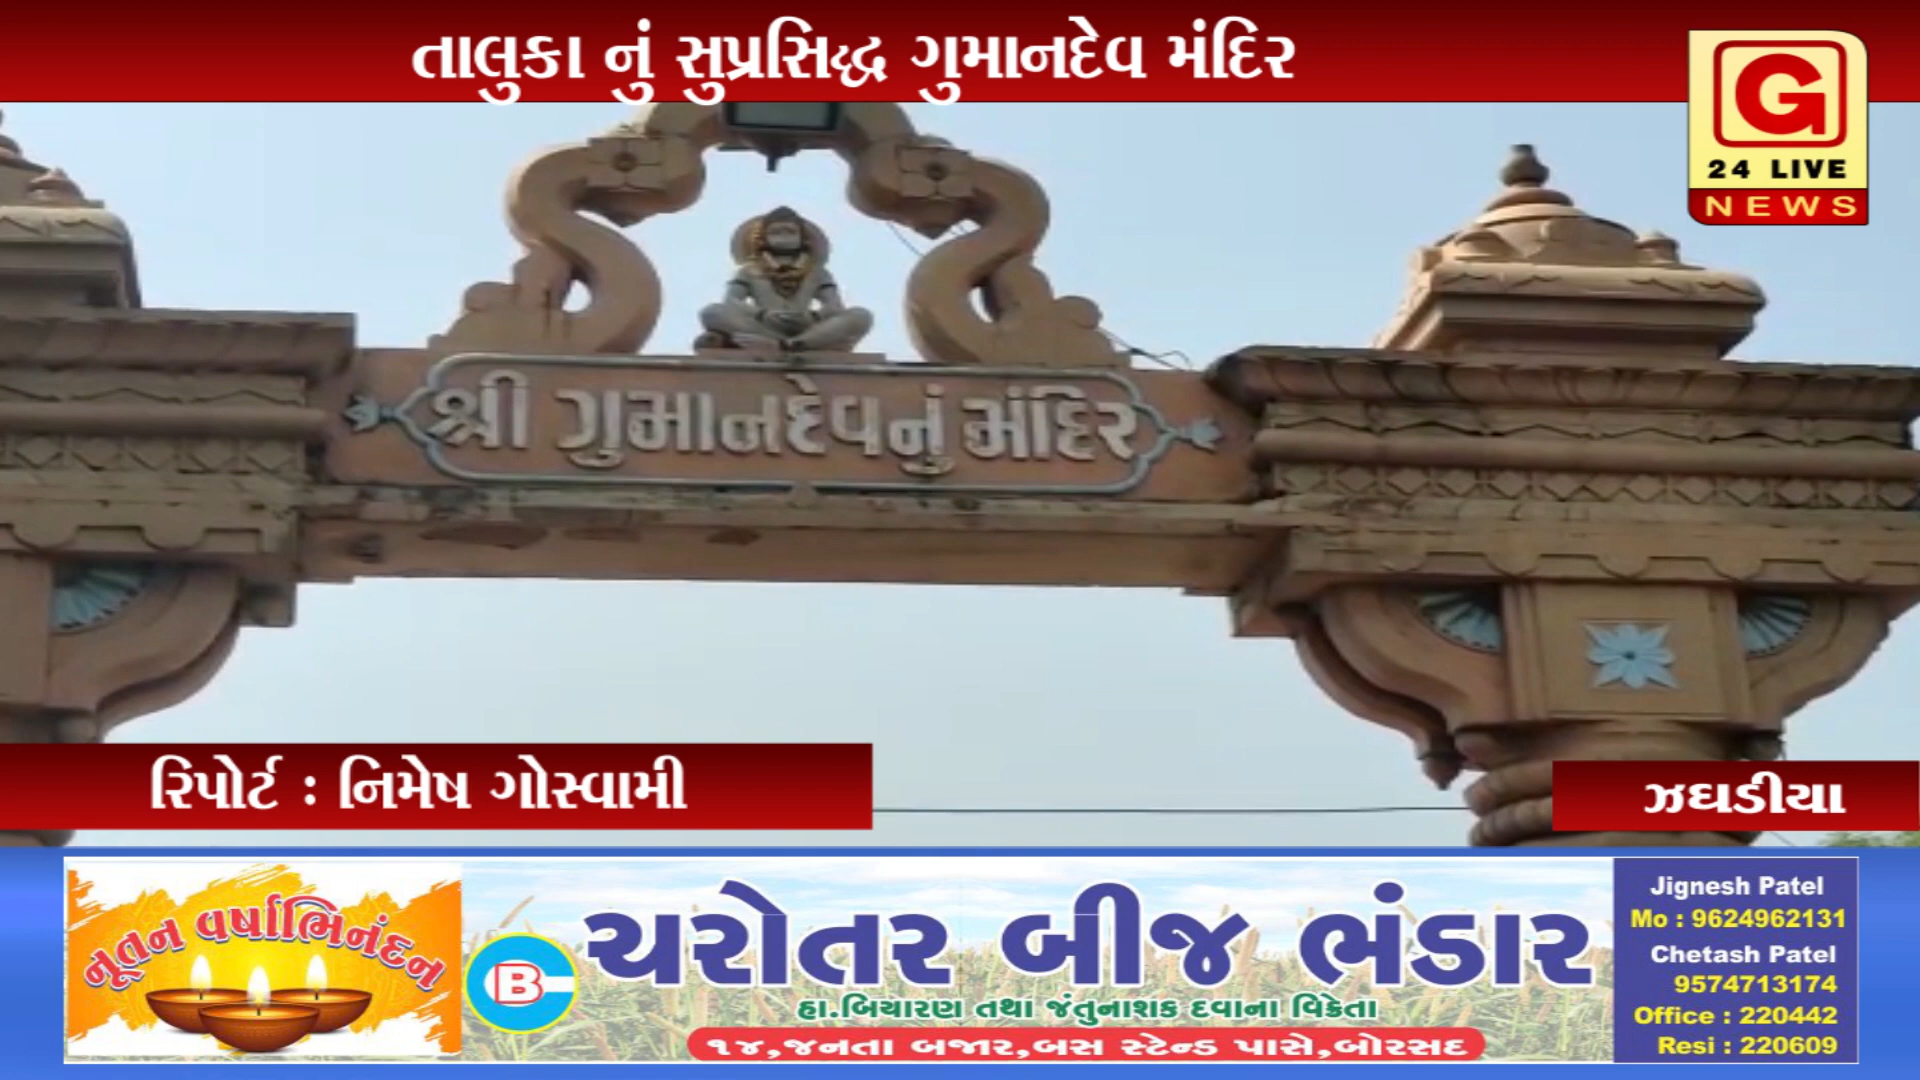 તાલુકા નું સુપ્રસિદ્ધ ગુમાનદેવ મંદિર
G
24 LIVE
NEWS
શ્રી ગુમાનદેવનું મંદિર
રિપોર્ટ : નિમેષ ગોસ્વામી
ઝઘડીયા
નૂતન વર્ષાભિનંદન
B
ચરોતર બીજ ભંડાર
હા.બિયારણ તથા જંતુનાશક દવાના વિક્રેતા
૧૪,જનતા બજાર,બસ સ્ટેન્ડ પાસે,બોરસદ
Jignesh Patel
Mo : 9624962131
Chetash Patel
9574713174
Office : 220442
Resi : 220609